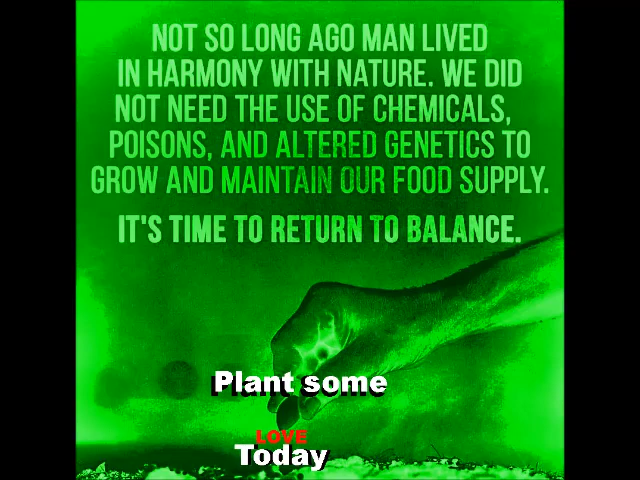 NOT SO LONG AGO MAN LIVED
IN HARMONY WITH NATURE. WE DID
NOT NEED THE USE OF CHEMICALS,
POISONS, AND ALTERED GENETICS TO
GROW AND MAINTAIN OUR FOOD SUPPLY.
IT'S TIME TO RETURN TO BALANCE.
Plant some
LOVE
Today